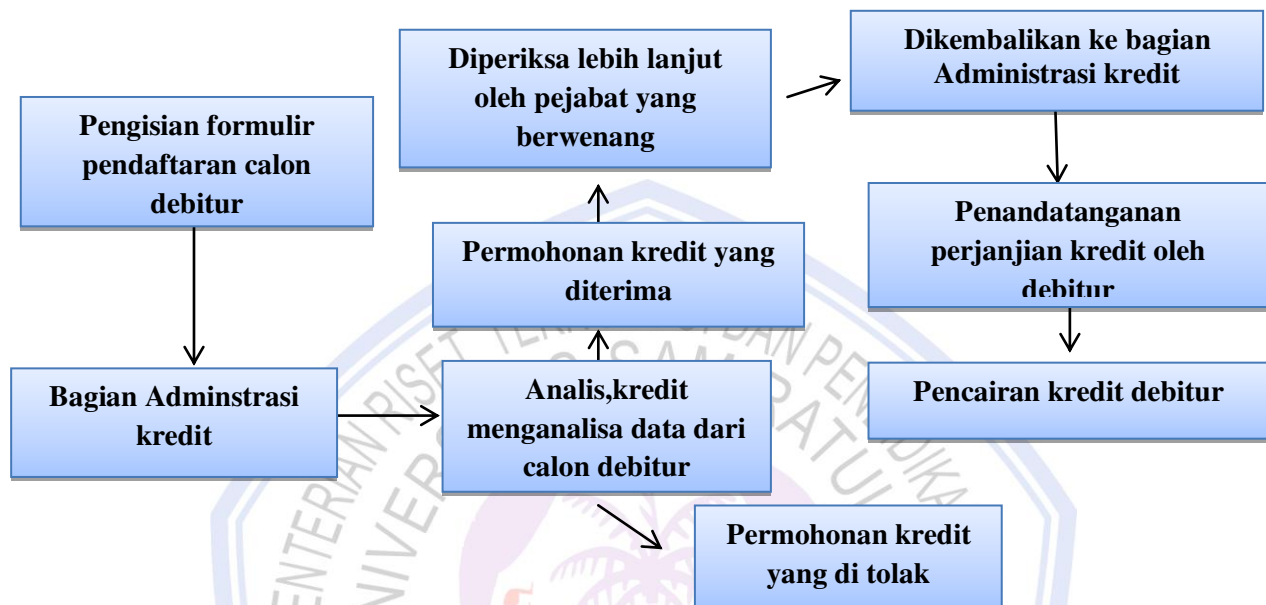 Pengisian formulir
pendaftaran calon
debitur
Bagian Adminstrasi
kredit
Analis,kredit
menganalisa data dari
calon debitur
Permohonan kredit
yang di tolak
Permohonan kredit yang
diterima
Diperiksa lebih lanjut
oleh pejabat yang
berwenang
Dikembalikan ke bagian
Administrasi kredit
Penandatanganan
perjanjian kredit oleh
debitur
Pencairan kredit debitur